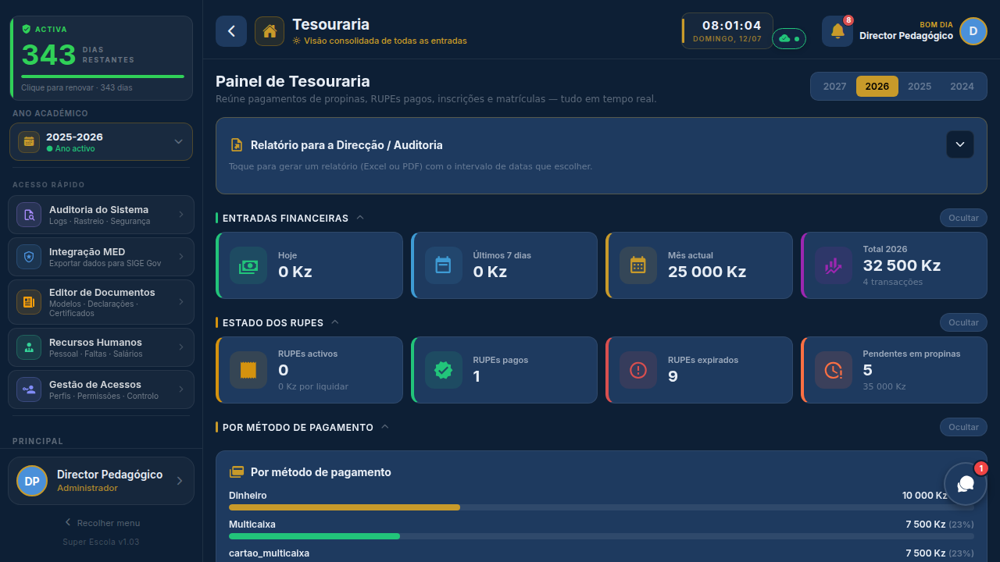 ACTIVA
343
DIAS
RESTANTES
Clique para renovar · 343 dias
ANO ACADÉMICO
2025-2026
Ano activo
ACESSO RÁPIDO
Auditoria do Sistema
Logs · Rastreio · Segurança
Integração MED
Exportar dados para SIGE Gov
Editor de Documentos
Modelos · Declarações ·
Certificados
Recursos Humanos
Pessoal · Faltas · Salários
Gestão de Acessos
Perfis · Permissões · Controlo
PRINCIPAL
DP
Director Pedagógico
Administrador
Recolher menu
Super Escola v1.03
Tesouraria
Visão consolidada de todas as entradas
08:01:04
DOMINGO, 12/07
8
BOM DIA
Director Pedagógico
D
Painel de Tesouraria
Reúne pagamentos de propinas, RUPEs pagos, inscrições e matrículas — tudo em tempo real.
2027 2026 2025 2024
Relatório para a Direcção / Auditoria
Toque para gerar um relatório (Excel ou PDF) com o intervalo de datas que escolher.
ENTRADAS FINANCEIRAS
Ocultar
Hoje
0 Kz
Últimos 7 dias
0 Kz
Mês actual
25 000 Kz
Total 2026
32 500 Kz
4 transacções
ESTADO DOS RUPES
Ocultar
RUPEs activos
0
0 Kz por liquidar
RUPEs pagos
1
RUPEs expirados
9
Pendentes em propinas
5
35 000 Kz
POR MÉTODO DE PAGAMENTO
Ocultar
Por método de pagamento
1
Dinheiro
10 000 Kz
Multicaixa
7 500 Kz (23%)
cartao_multicaixa
7 500 Kz (23%)